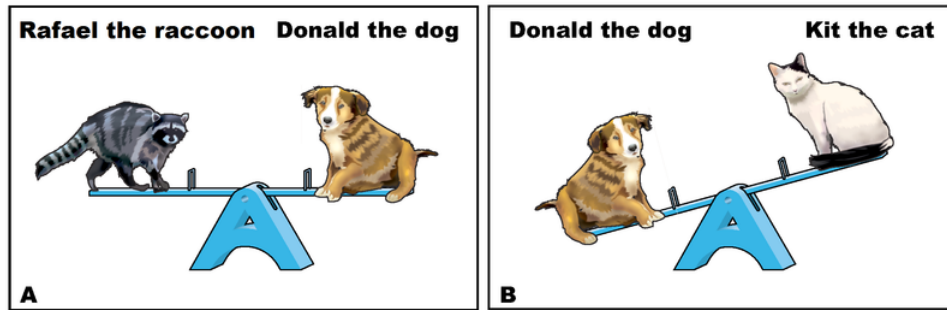 Rafael the raccoon Donald the dog
A
Donald the dog Kit the cat
B